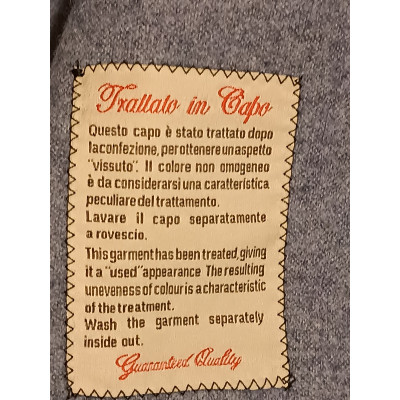 Trattato in Capo
Questo capo è stato trattato dopo
la confezione, per ottenere un aspetto
"vissuto". Il colore non omogeneo
è da considerarsi una caratteristica
peculiare del trattamento.
Lavare il capo separatamente
a rovescio.
This garment has been treated, giving
it a "used" appearance The resulting
uneveness of colour is a characteristic
of the treatment.
Wash the garment separately
inside out.
Guaranteed Quality